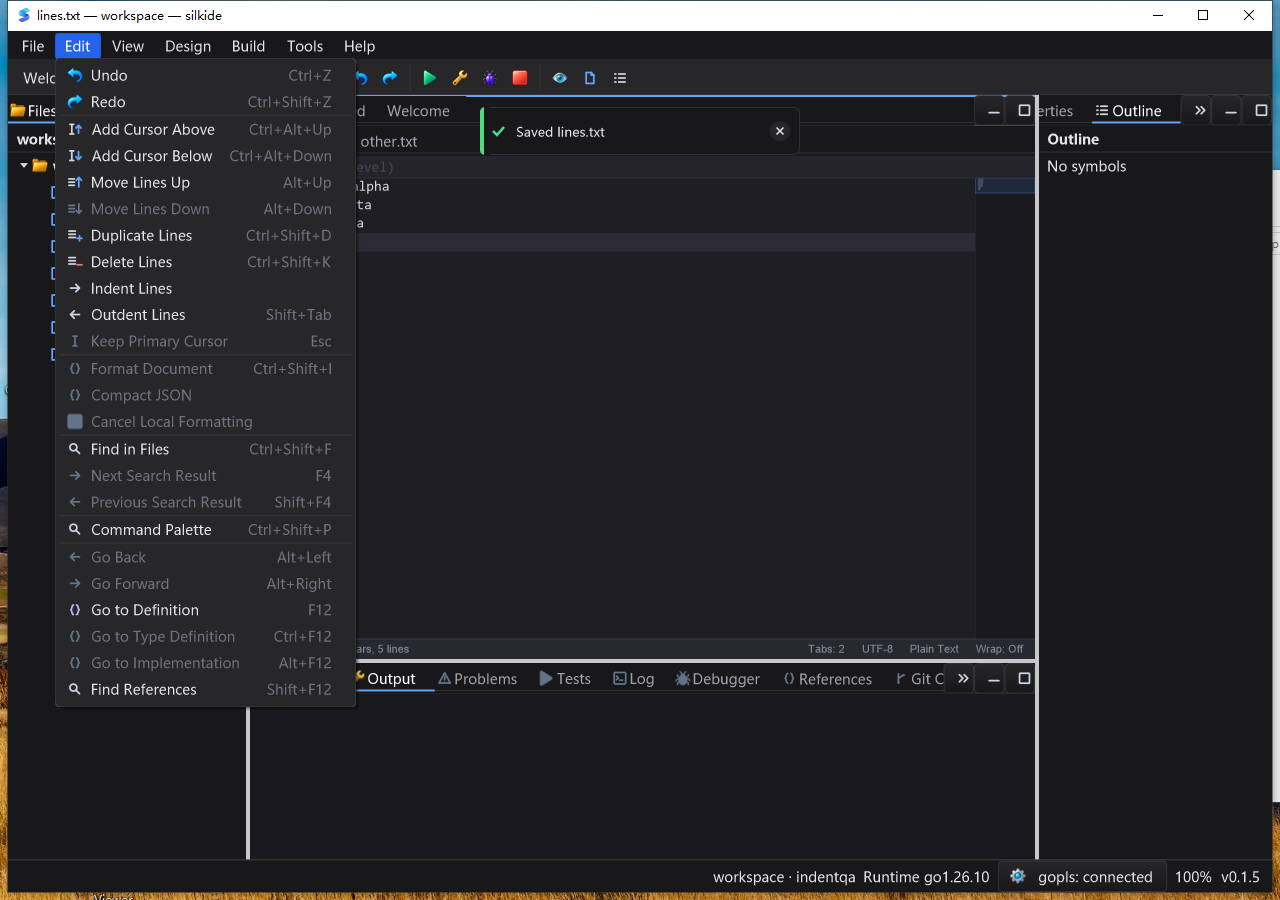 lines.txt — workspace — silkide
File Edit View Design Build Tools Help
Files
Welcome
erties
Outline
other.txt
Saved lines.txt
Outline
No symbols
Undo Ctrl+Z
Redo Ctrl+Shift+Z
Add Cursor Above Ctrl+Alt+Up
Add Cursor Below Ctrl+Alt+Down
Move Lines Up Alt+Up
Move Lines Down Alt+Down
Duplicate Lines Ctrl+Shift+D
Delete Lines Ctrl+Shift+K
Indent Lines
Outdent Lines Shift+Tab
Keep Primary Cursor Esc
Format Document Ctrl+Shift+I
Compact JSON
Cancel Local Formatting
Find in Files Ctrl+Shift+F
Next Search Result F4
Previous Search Result Shift+F4
Command Palette Ctrl+Shift+P
Go Back Alt+Left
Go Forward Alt+Right
Go to Definition F12
Go to Type Definition Ctrl+F12
Go to Implementation Alt+F12
Find References Shift+F12
evel)
lpha
ta
a
ars, 5 lines Tabs: 2 UTF-8 Plain Text Wrap: Off
Output Problems Tests Log Debugger References Git C
workspace · indentqa Runtime go1.26.10 gopls: connected 100% v0.1.5